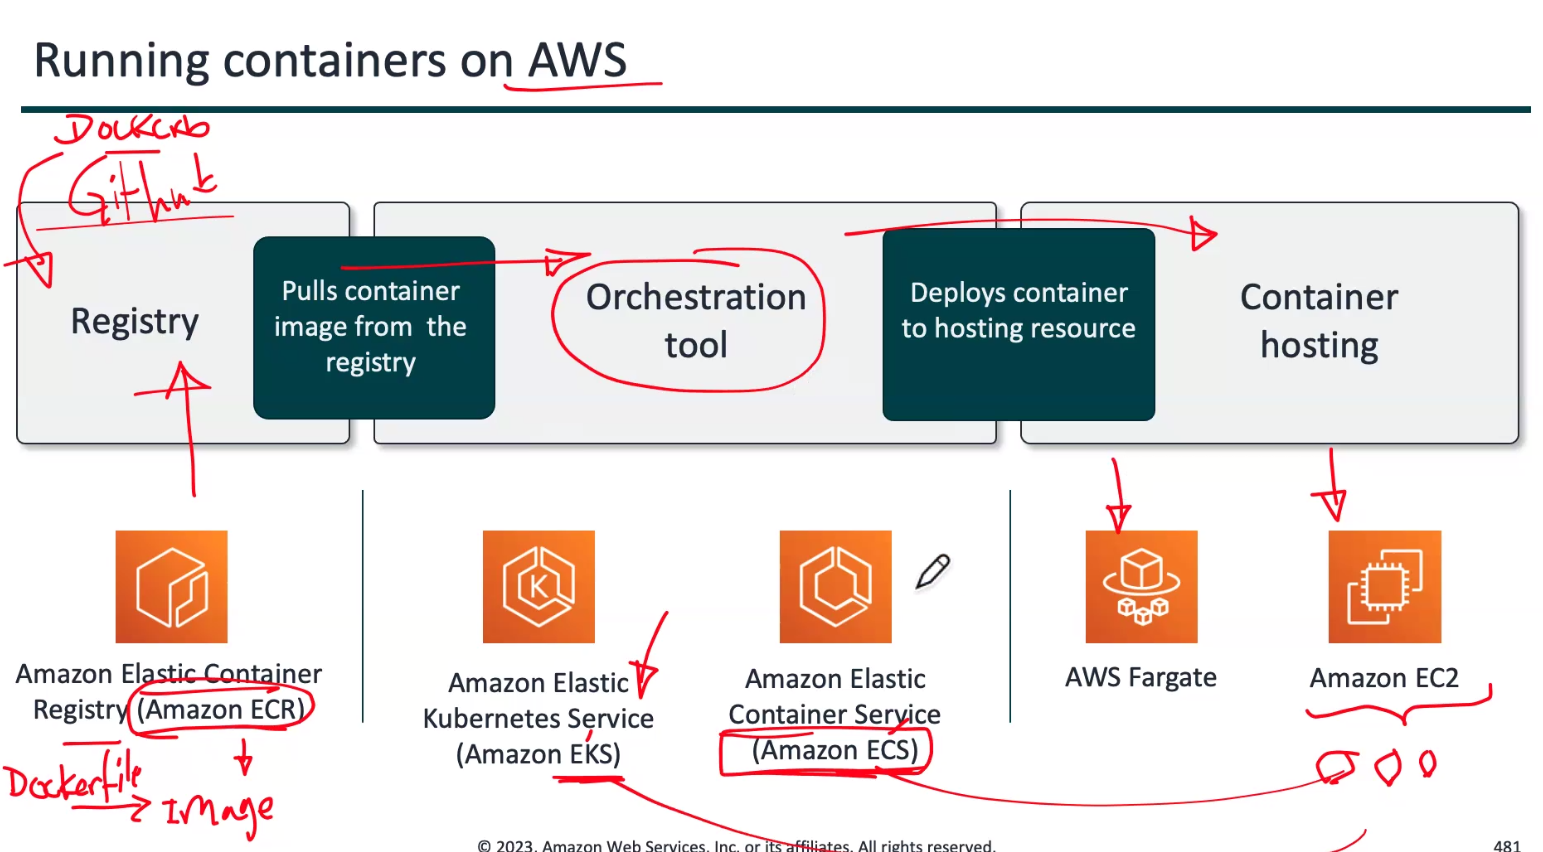 Running containers on AWS
Github
Registry
Pulls container
image from the
registry
Orchestration
tool
Deploys container
to hosting resource
Container
hosting
Amazon Elastic Container
Registry (Amazon ECR)
Dockerfile
Image
Amazon Elastic
Kubernetes Service
(Amazon EKS)
Amazon Elastic
Container Service
(Amazon ECS)
AWS Fargate
Amazon EC2
© 2023, Amazon Web Services, Inc. or its affiliates. All rights reserved.
481